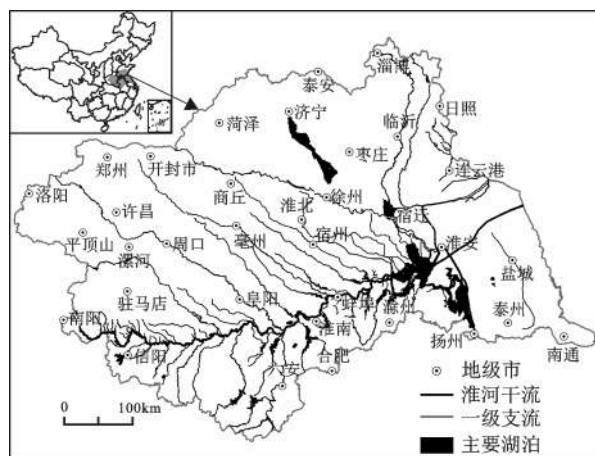 淄博
泰安
日照
济宁
菏泽
临沂
枣庄
郑州
开封市
连云港
洛阳
商丘
徐州
许昌
淮北
宿迁
平顶山
周口
亳州
宿州
淮安
漯河
盐城
驻马店
阜阳
蚌埠
滁州
泰州
南阳
淮南
扬州
南通
信阳
合肥
安
地级市
淮河干流
一级支流
主要湖泊
0 100km